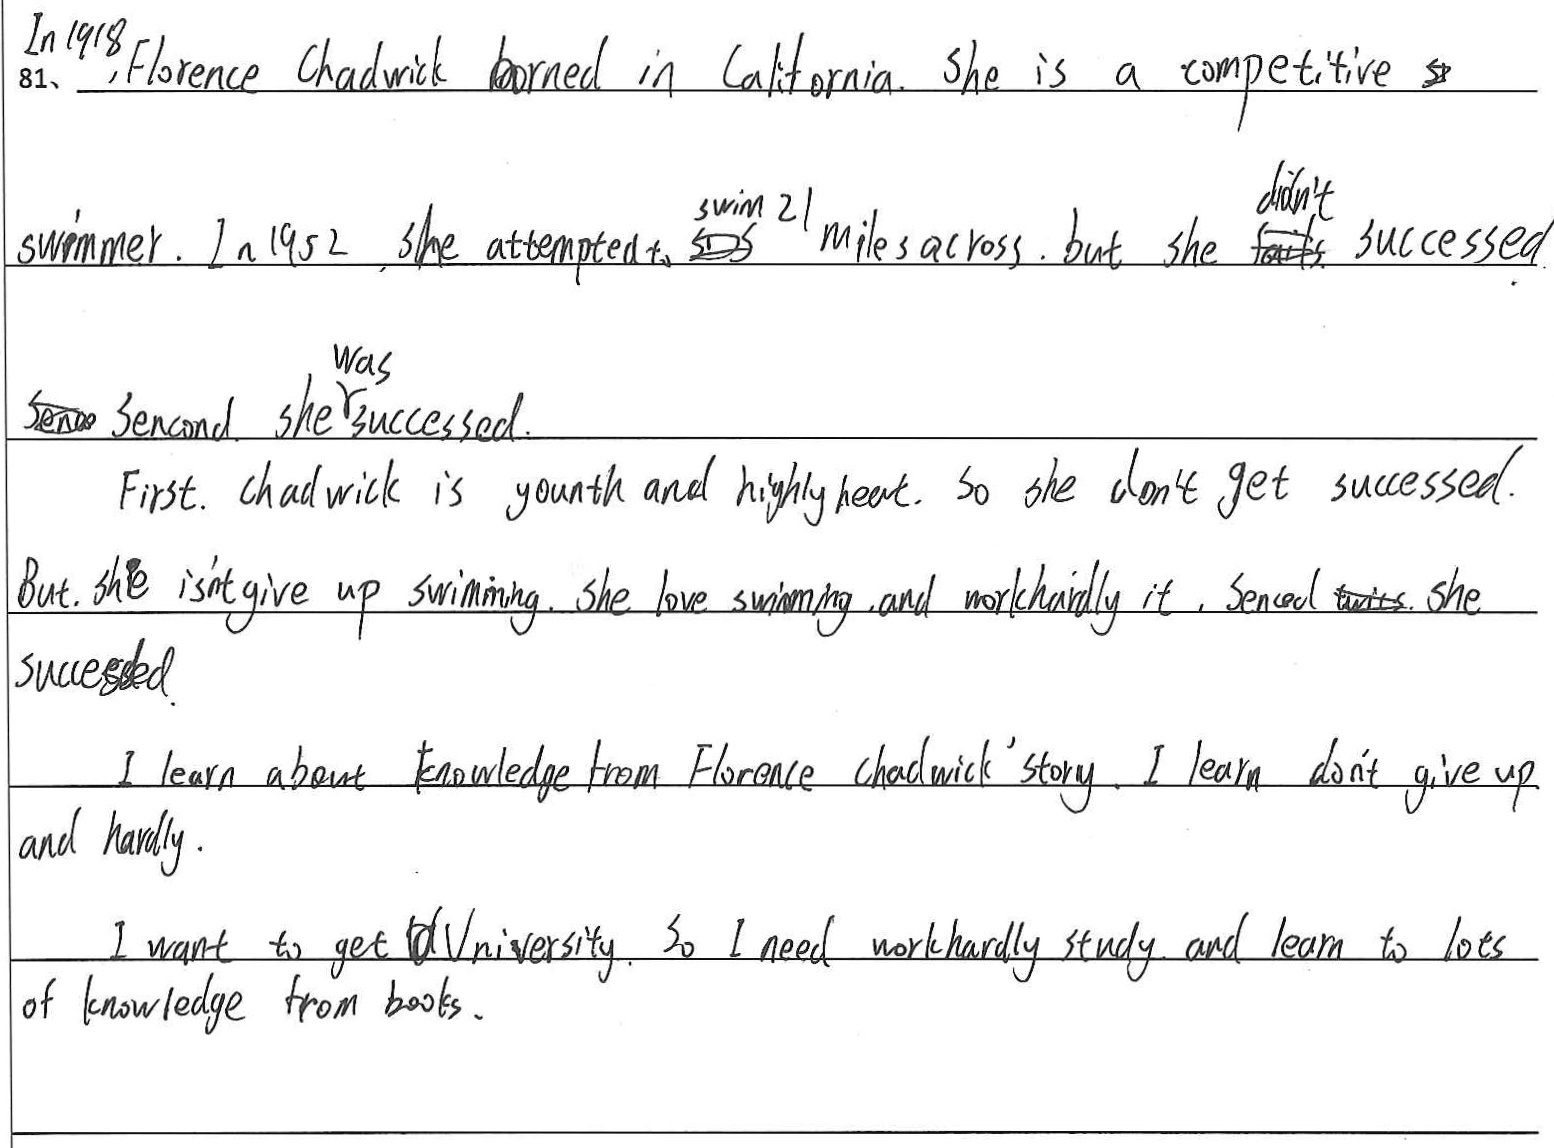 In 1918
81、, Florence Chadwick borned in California. She is a competitive
swimmer. In 1952, she attempted to swim 21 miles across. but she didn't successed.
Sencond she was successed.
First. Chadwick is younth and highly heat. So she don't get successed.
But. she isn't give up swimming. She love swimming, and workhardly it. Sencod she
succeeded.
I learn about knowledge from Florence Chadwick' story. I learn don't give up
and hardly.
I want to get University. So I need workhardly study and learn to lots
of knowledge from books.